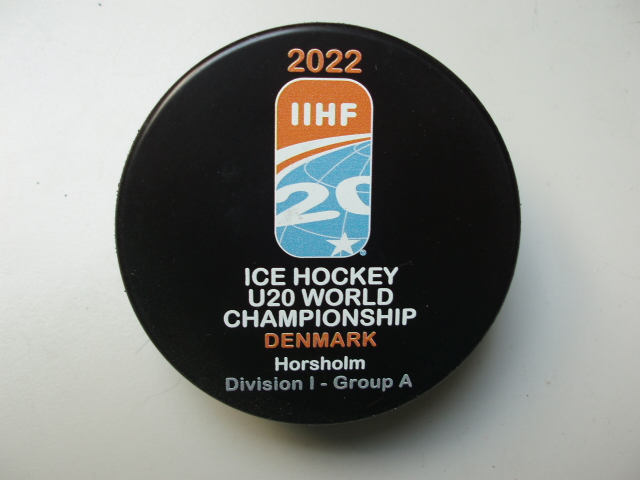 2022
IIHF
20
ICE HOCKEY
U20 WORLD
CHAMPIONSHIP
DENMARK
Horsholm
Division I - Group A